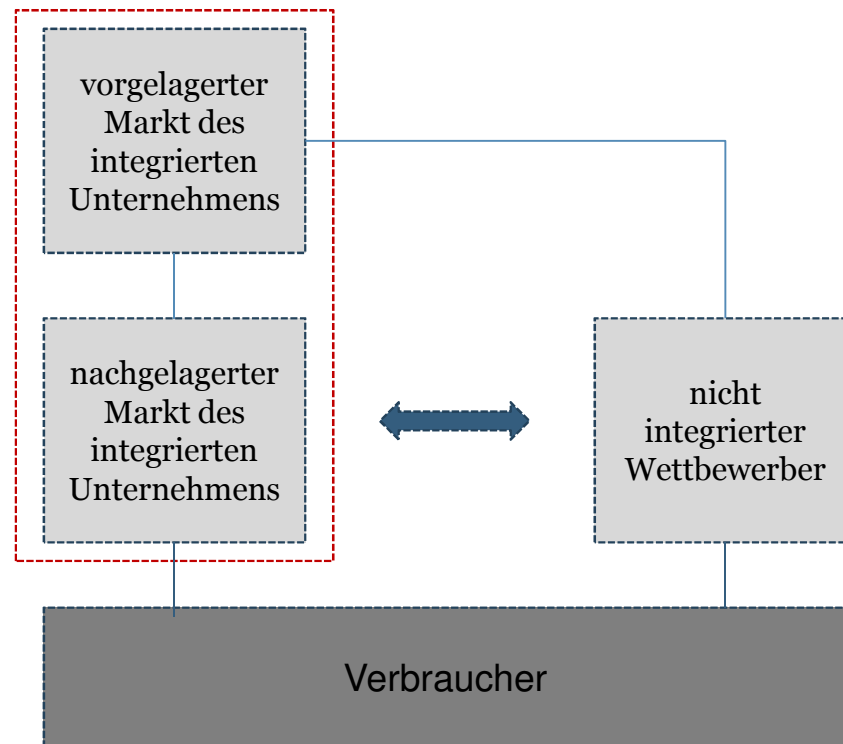 vorgelagerter
Markt des
integrierten
Unternehmens
nachgelagerter
Markt des
integrierten
Unternehmens
nicht
integrierter
Wettbewerber
Verbraucher